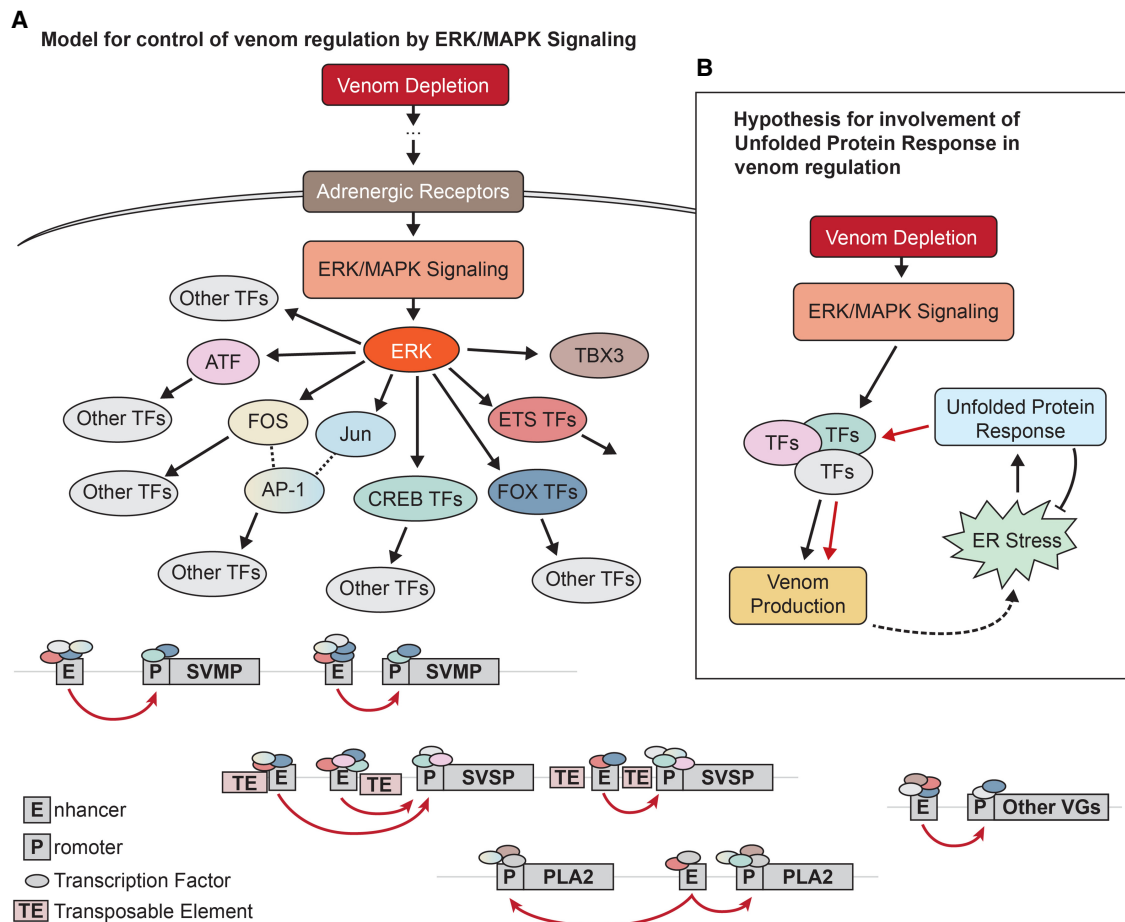 A
Model for control of venom regulation by ERK/MAPK Signaling
Venom Depletion
...
Adrenergic Receptors
ERK/MAPK Signaling
Other TFs
ERK
TBX3
ATF
Other TFs
FOS
Jun
ETS TFs
Other TFs
AP-1
CREB TFs
FOX TFs
Other TFs
Other TFs
Other TFs
E
P
SVMP
E
P
SVMP
TE
E
E
TE
P
SVSP
TE
E
TE
P
SVSP
E
P
Other VGs
P
PLA2
E
P
PLA2
E nhancer
P romoter
Transcription Factor
TE Transposable Element
B
Hypothesis for involvement of
Unfolded Protein Response in
venom regulation
Venom Depletion
ERK/MAPK Signaling
TFs
TFs
TFs
Unfolded Protein
Response
ER Stress
Venom
Production